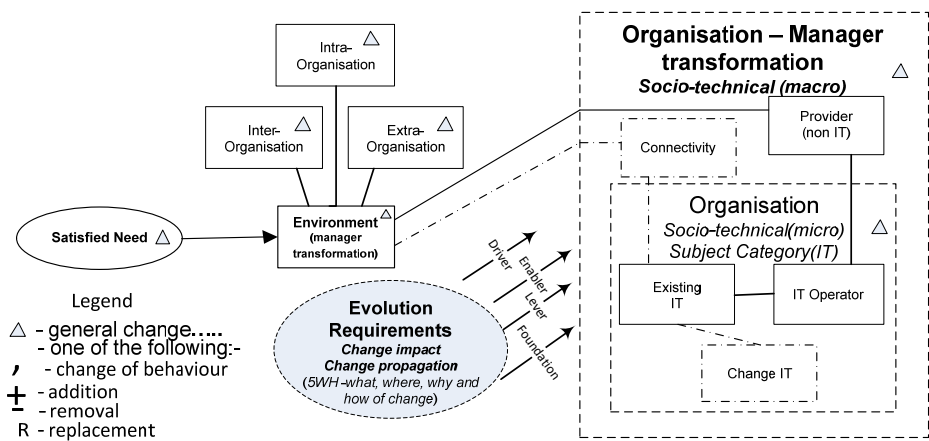 Intra-
Organisation
Inter-
Organisation
Extra-
Organisation
Satisfied Need
Environment
(manager
transformation)
Organisation – Manager
transformation
Socio-technical (macro)
Provider
(non IT)
Connectivity
Organisation
Socio-technical(micro)
Subject Category(IT)
Existing
IT
IT Operator
Change IT
Driver
Enabler
Lever
Foundation
Evolution
Requirements
Change impact
Change propagation
(5WH-what, where, why and
how of change)
Legend
- general change.....
- one of the following:-
, - change of behaviour
+ - addition
- - removal
R - replacement